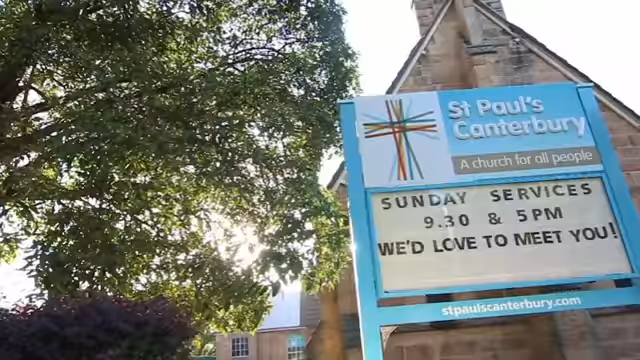 St Paul's
Canterbury
A church for all people
SUNDAY SERVICES
9.30 & 5PM
WE'D LOVE TO MEET YOU!
stpaulscanterbury.com